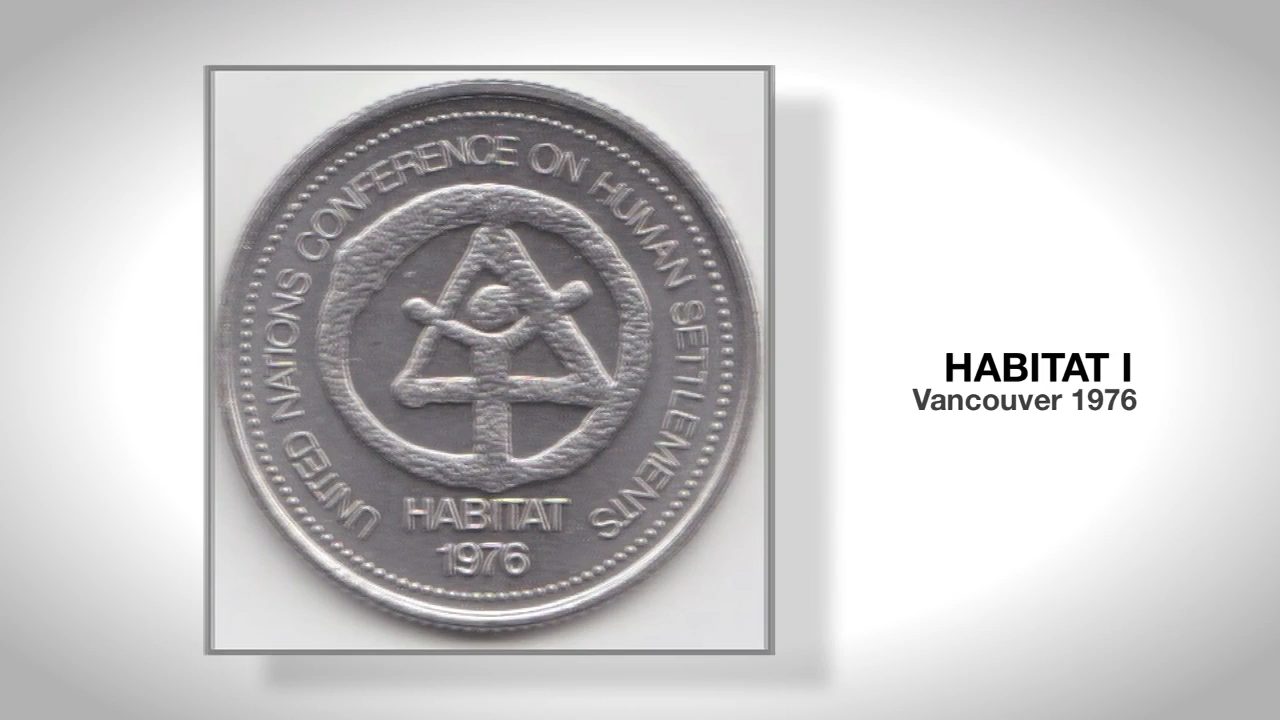 UNITED NATIONS CONFERENCE ON HUMAN SETTLEMENTS
HABITAT
1976
HABITAT I
Vancouver 1976